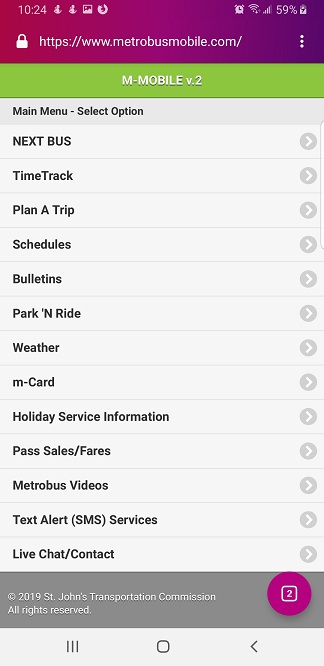 10:24 59%
https://www.metrobusmobile.com/
M-MOBILE v.2
Main Menu - Select Option
NEXT BUS
TimeTrack
Plan A Trip
Schedules
Bulletins
Park 'N Ride
Weather
m-Card
Holiday Service Information
Pass Sales/Fares
Metrobus Videos
Text Alert (SMS) Services
Live Chat/Contact
© 2019 St. John's Transportation Commission
All rights reserved.
2